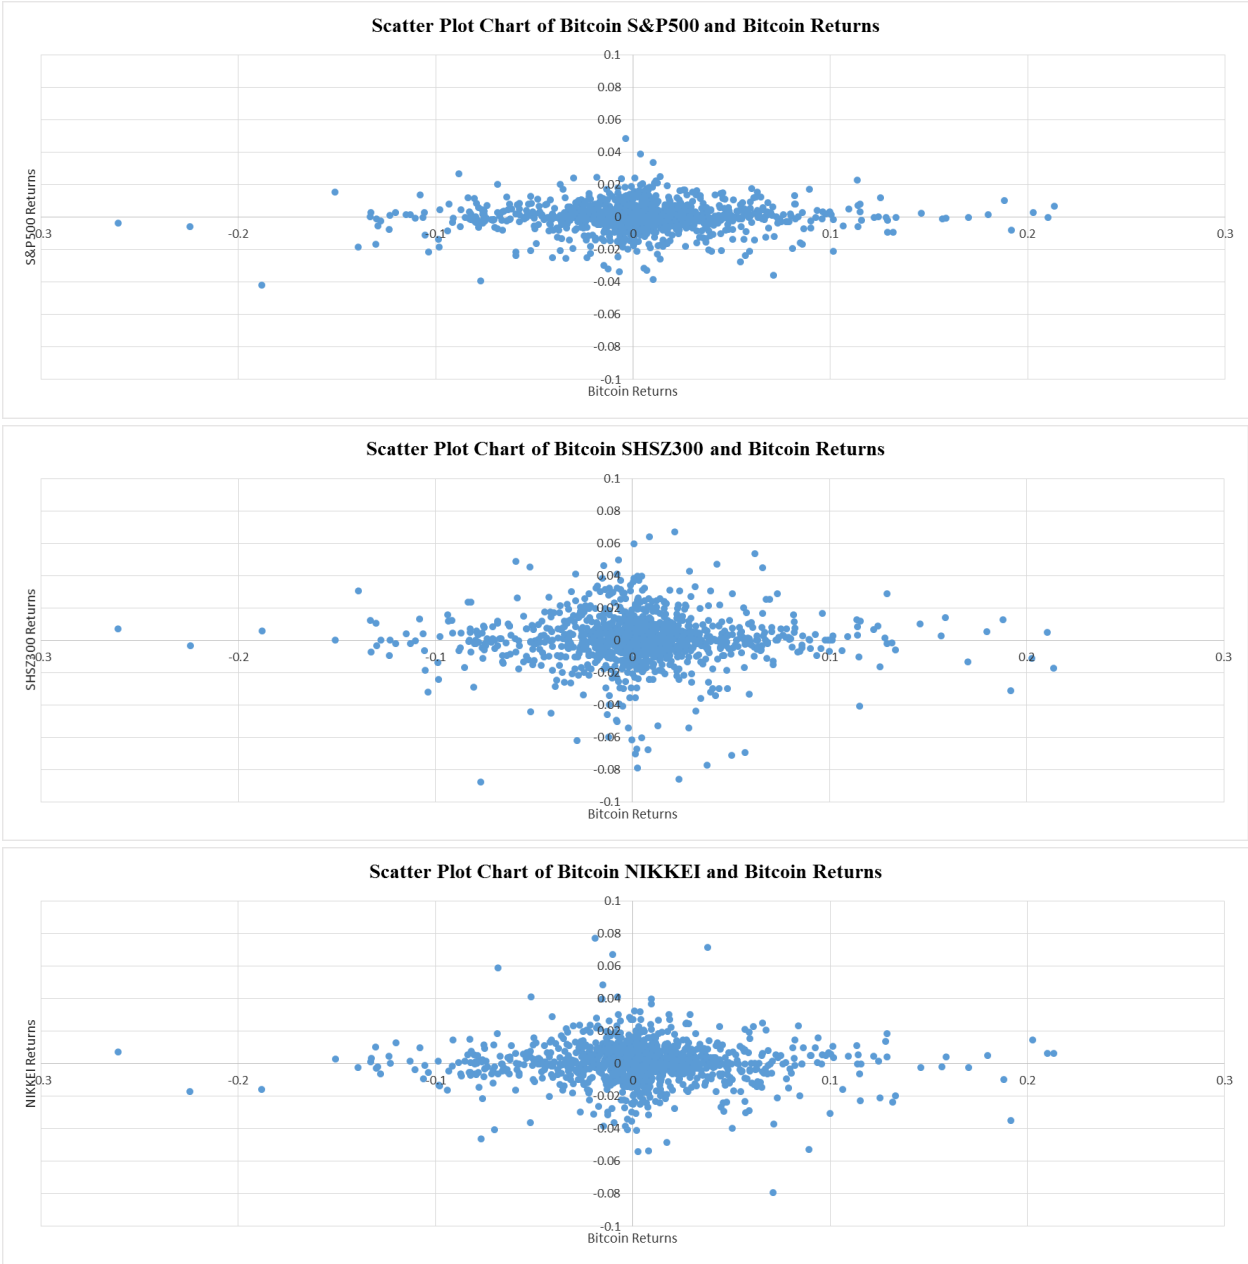 Scatter Plot Chart of Bitcoin S&P500 and Bitcoin Returns
0.1
0.08
0.06
0.04
0.02
0
-0.02
-0.04
-0.06
-0.08
-0.1
0.3 -0.2 -0.1 0 0.1 0.2 0.3
S&P500 Returns
Bitcoin Returns
Scatter Plot Chart of Bitcoin SHSZ300 and Bitcoin Returns
0.1
0.08
0.06
0.04
0.02
0
-0.02
-0.04
-0.06
-0.08
-0.1
0.3 -0.2 -0.1 0 0.1 0.2 0.3
SHSZ300 Returns
Bitcoin Returns
Scatter Plot Chart of Bitcoin NIKKEI and Bitcoin Returns
0.1
0.08
0.06
0.04
0.02
0
-0.02
-0.04
-0.06
-0.08
-0.1
0.3 -0.2 -0.1 0 0.1 0.2 0.3
NIKKEI Returns
Bitcoin Returns